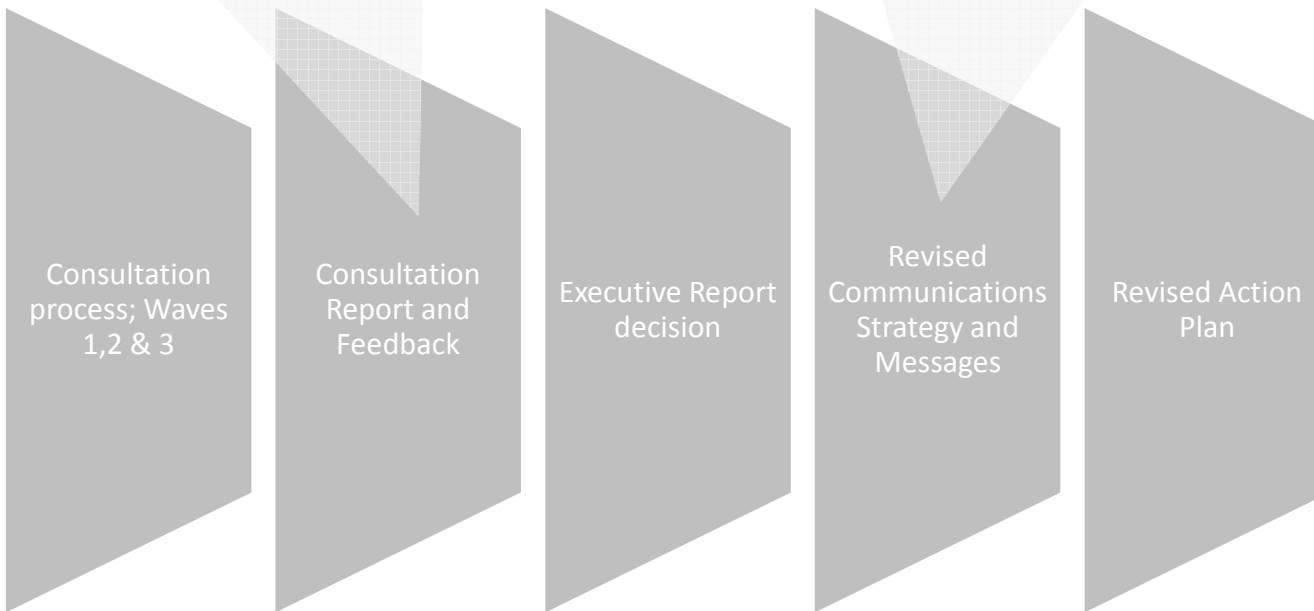 Consultation
process; Waves
1,2 & 3
Consultation
Report and
Feedback
Executive Report
decision
Revised
Communications
Strategy and
Messages
Revised Action
Plan